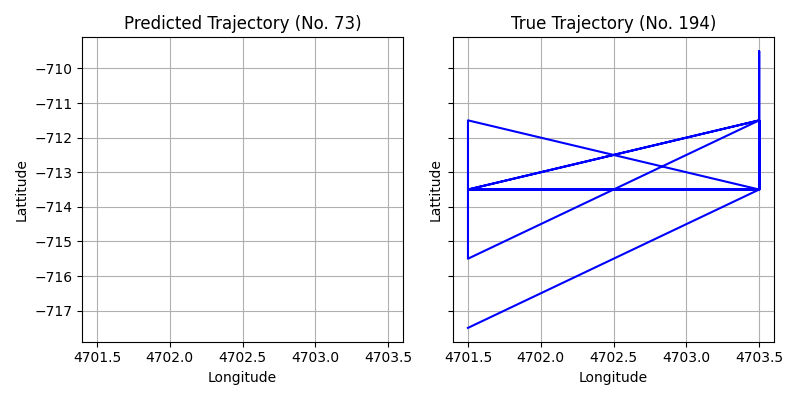 Predicted Trajectory (No. 73)
True Trajectory (No. 194)
Lattitude
−710
−711
−712
−713
−714
−715
−716
−717
4701.5 4702.0 4702.5 4703.0 4703.5
Longitude
Lattitude
4701.5 4702.0 4702.5 4703.0 4703.5
Longitude